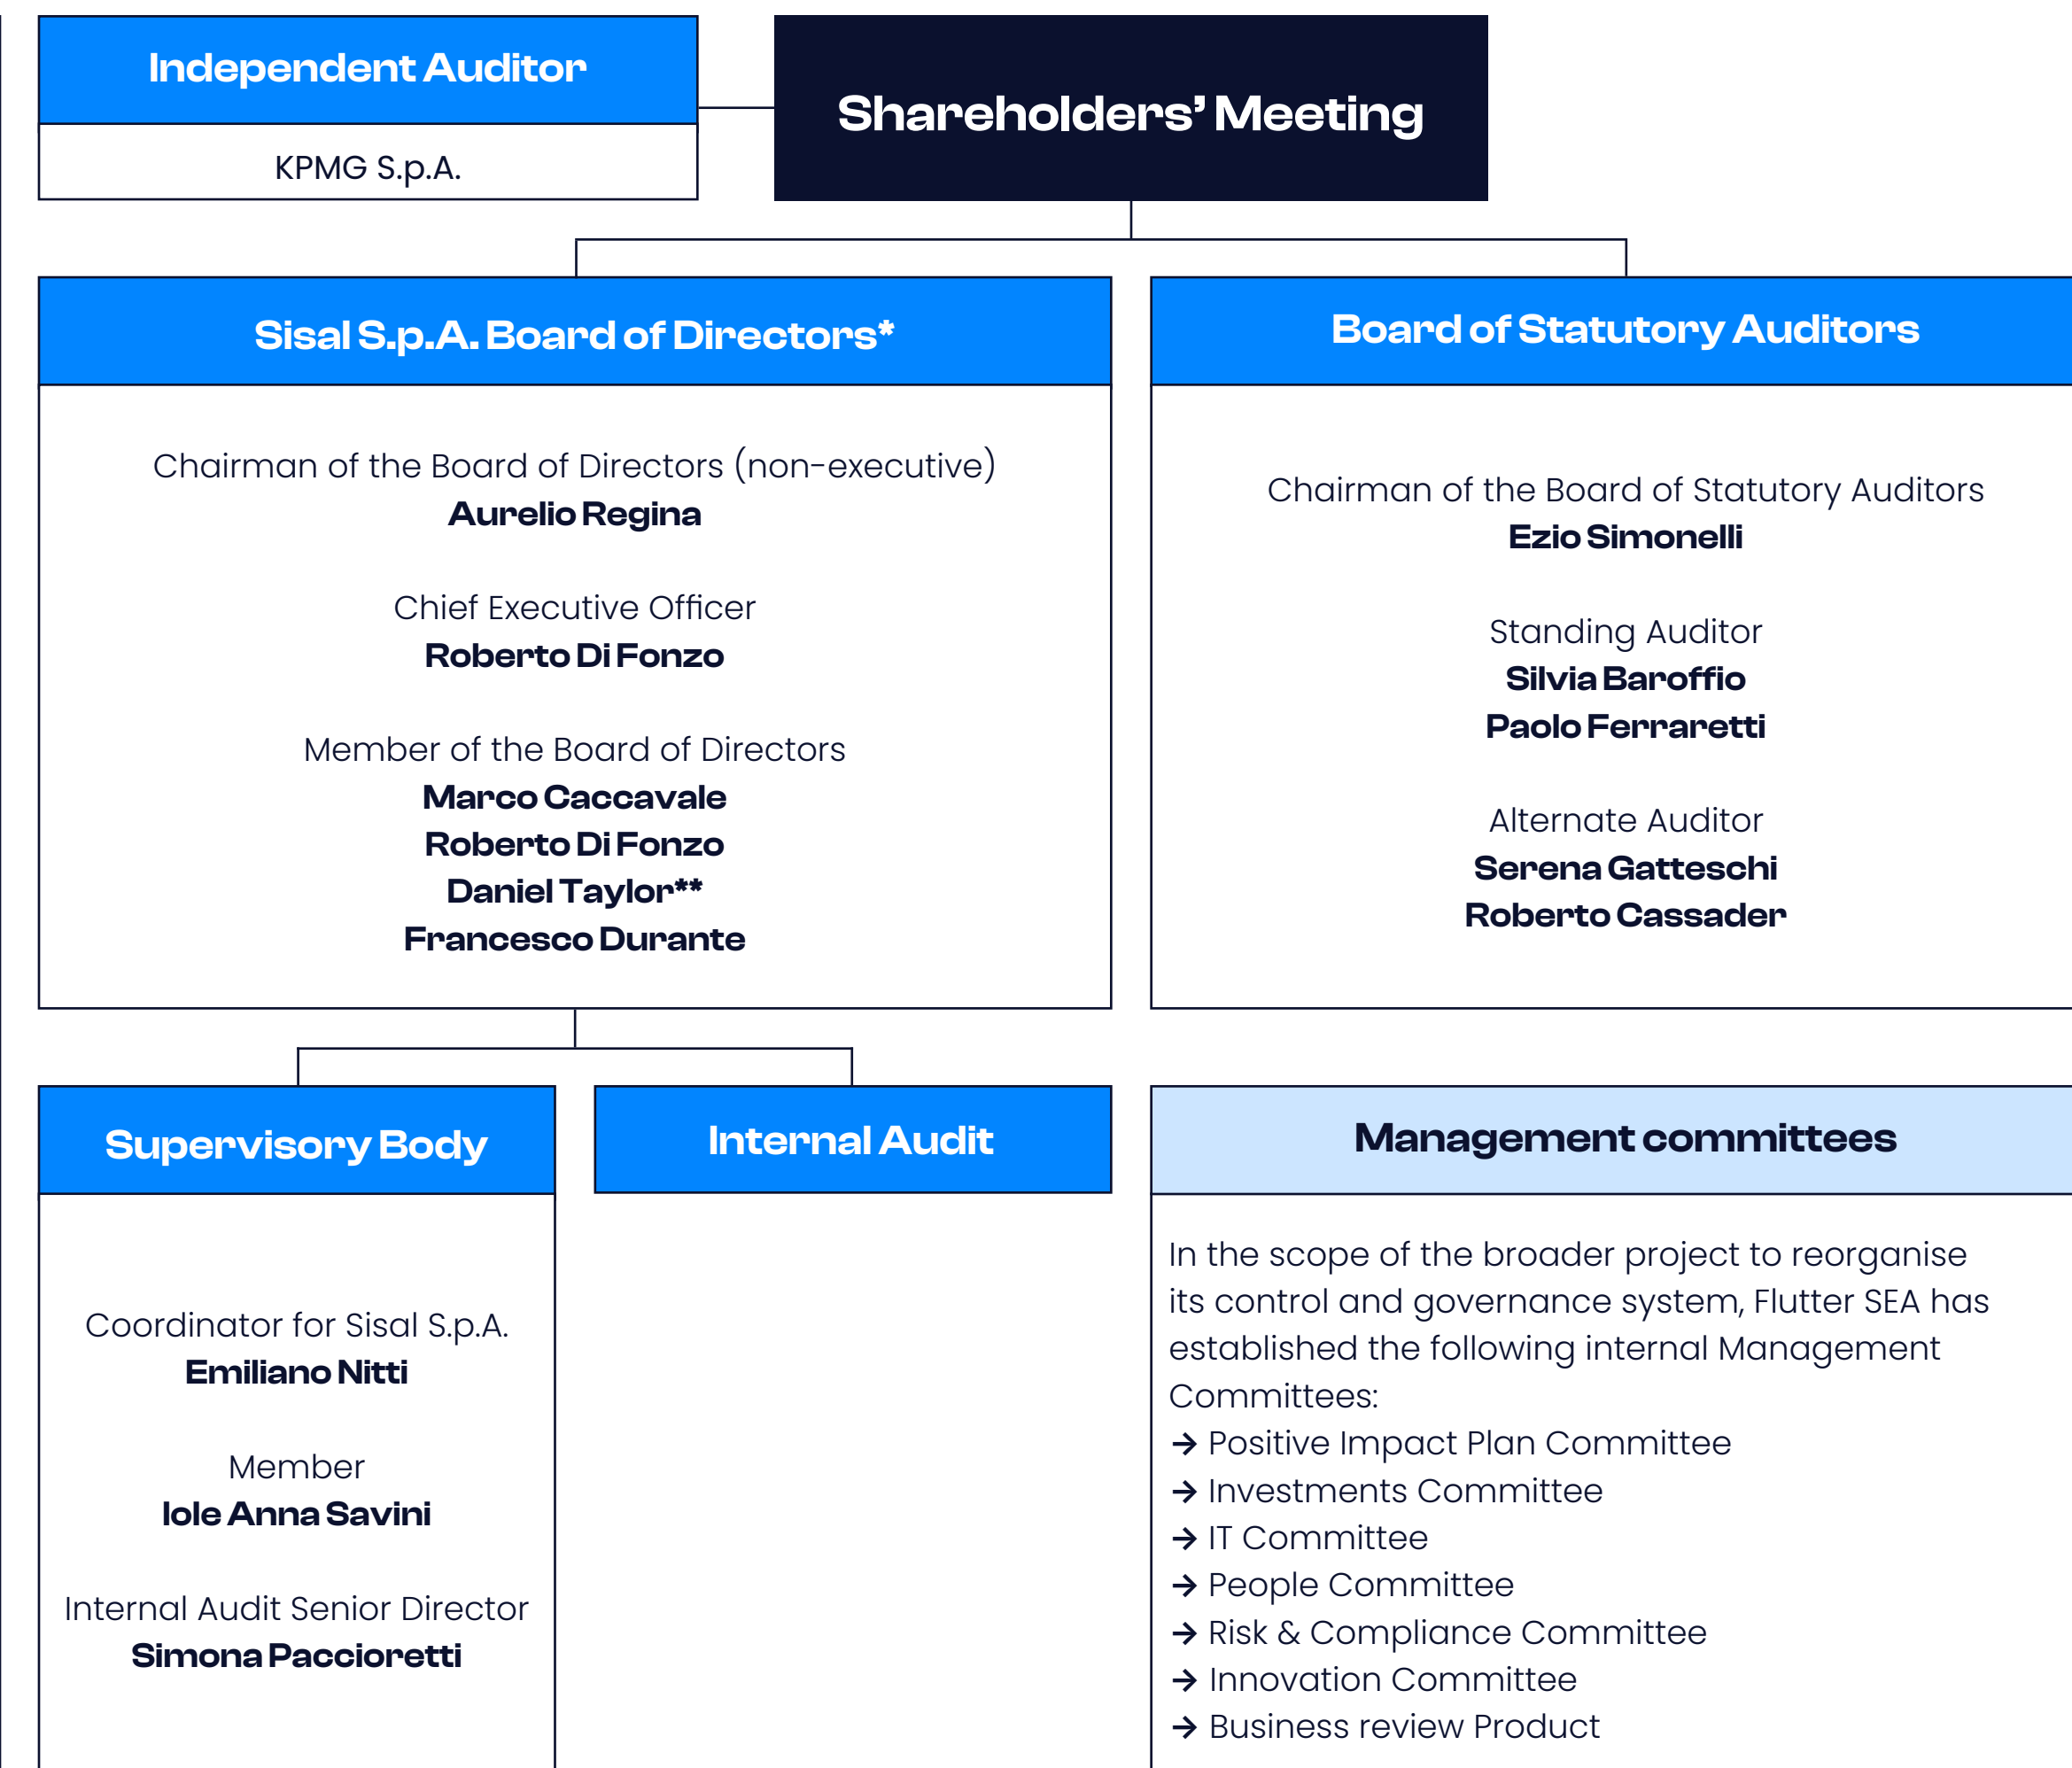 Independent Auditor
KPMG S.p.A.
Shareholders’ Meeting
Sisal S.p.A. Board of Directors*
Chairman of the Board of Directors (non-executive)
Aurelio Regina
Chief Executive Officer
Roberto Di Fonzo
Member of the Board of Directors
Marco Caccavale
Roberto Di Fonzo
Daniel Taylor**
Francesco Durante
Board of Statutory Auditors
Chairman of the Board of Statutory Auditors
Ezio Simonelli
Standing Auditor
Silvia Baroffio
Paolo Ferraretti
Alternate Auditor
Serena Gatteschi
Roberto Cassader
Supervisory Body
Coordinator for Sisal S.p.A.
Emiliano Nitti
Member
Iole Anna Savini
Internal Audit Senior Director
Simona Paccioretti
Internal Audit
Management committees
In the scope of the broader project to reorganise
its control and governance system, Flutter SEA has
established the following internal Management
Committees:
→ Positive Impact Plan Committee
→ Investments Committee
→ IT Committee
→ People Committee
→ Risk & Compliance Committee
→ Innovation Committee
→ Business review Product